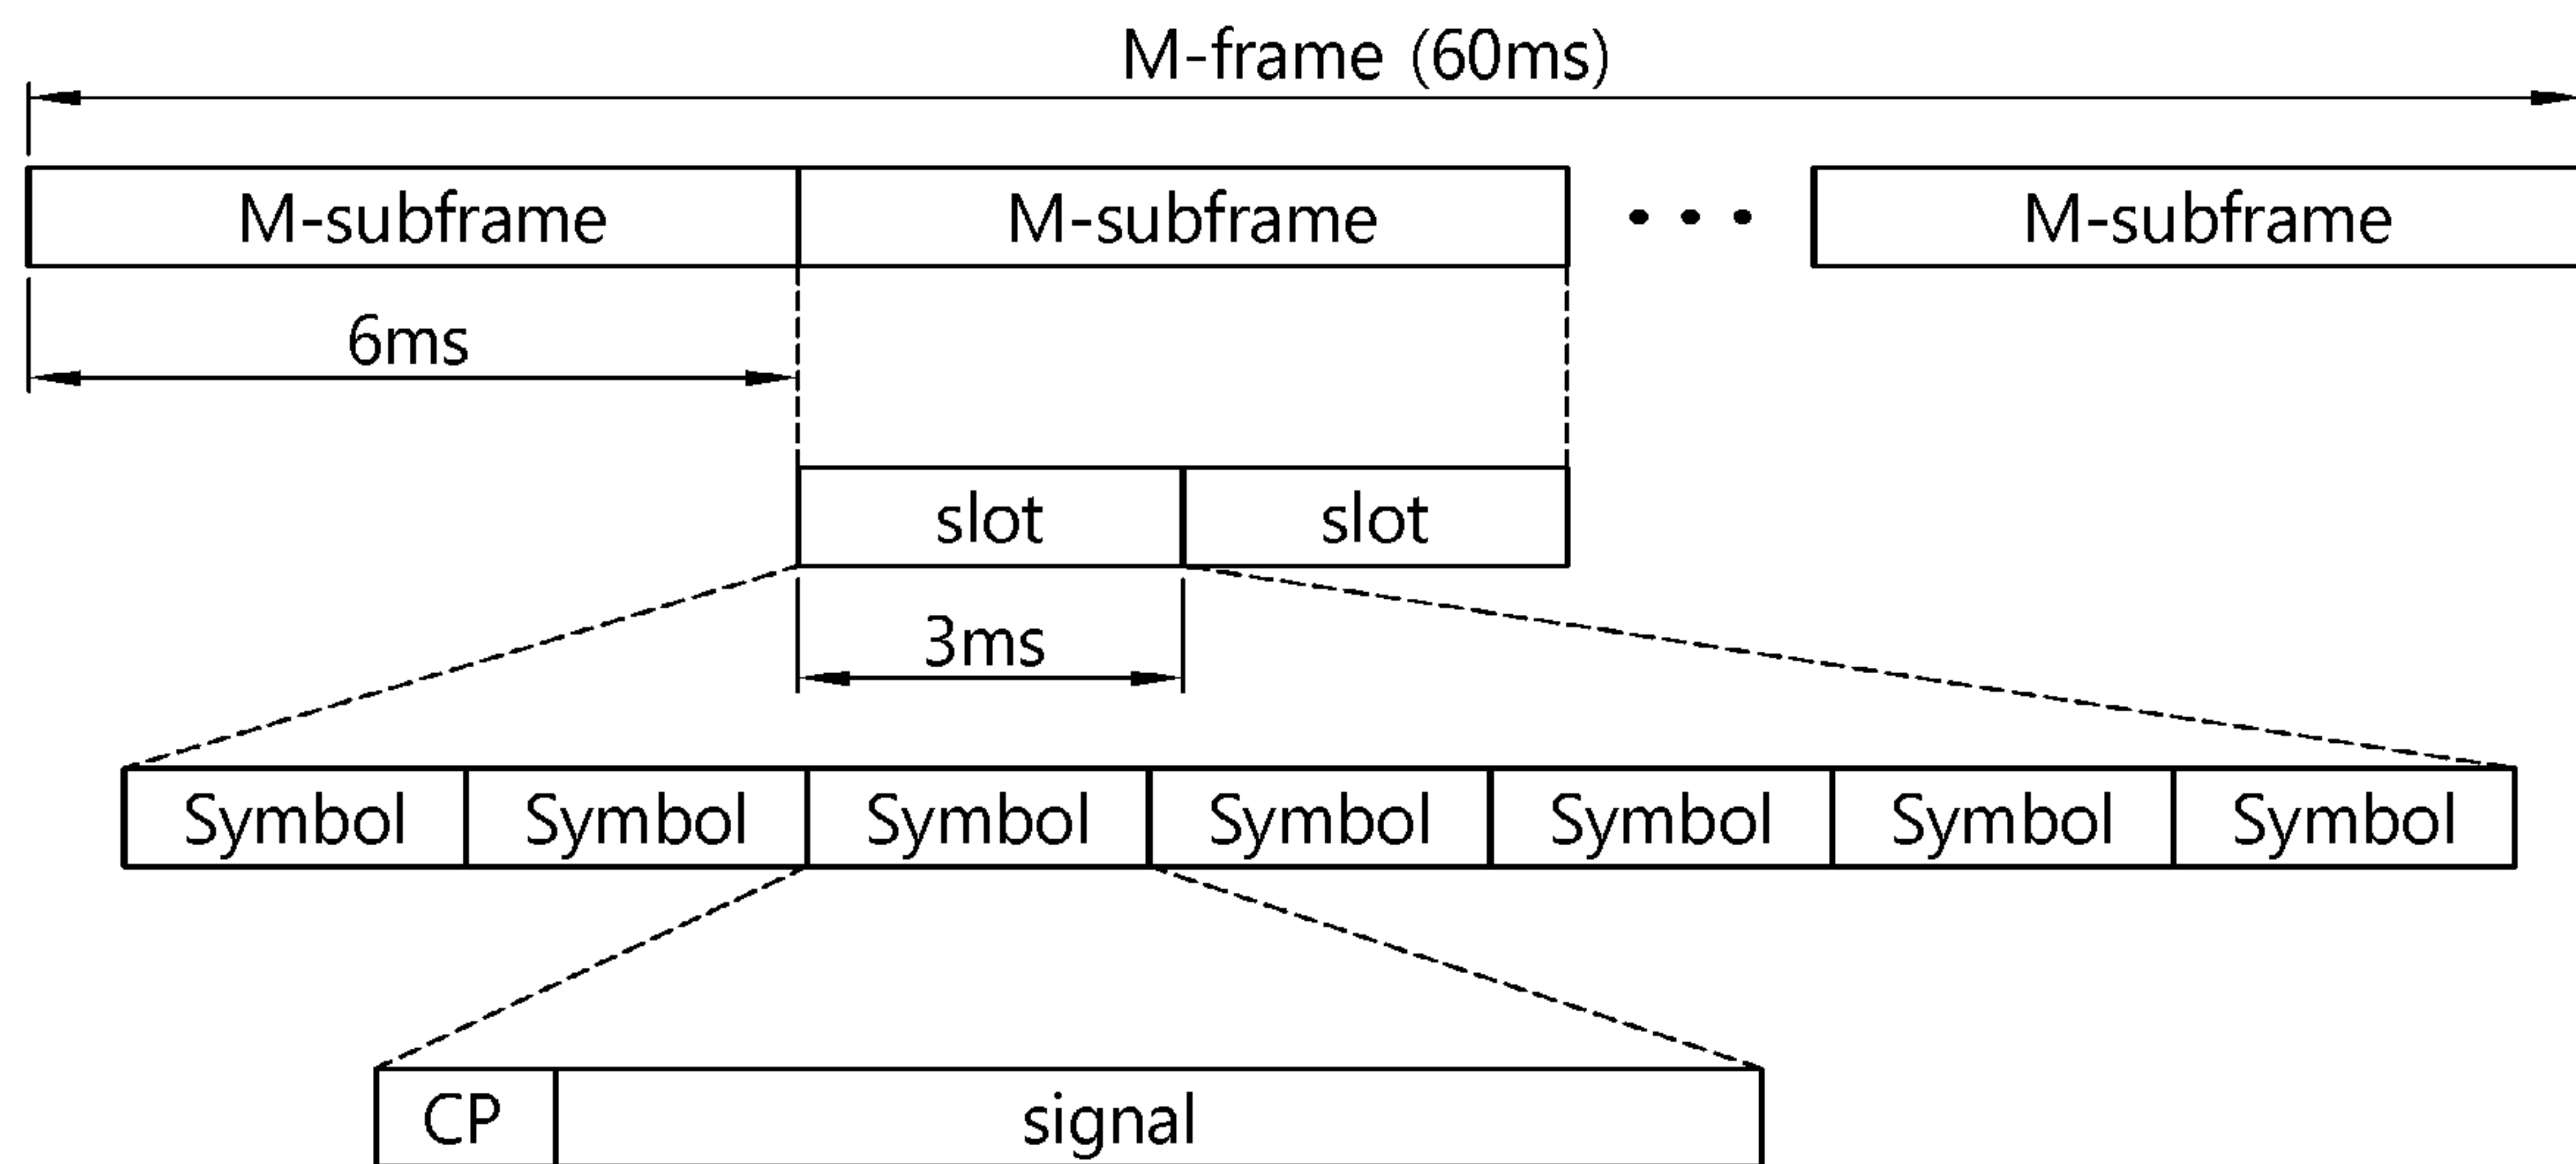 M-frame (60ms)
M-subframe M-subframe ··· M-subframe
6ms
slot slot
3ms
Symbol Symbol Symbol Symbol Symbol Symbol Symbol
CP signal